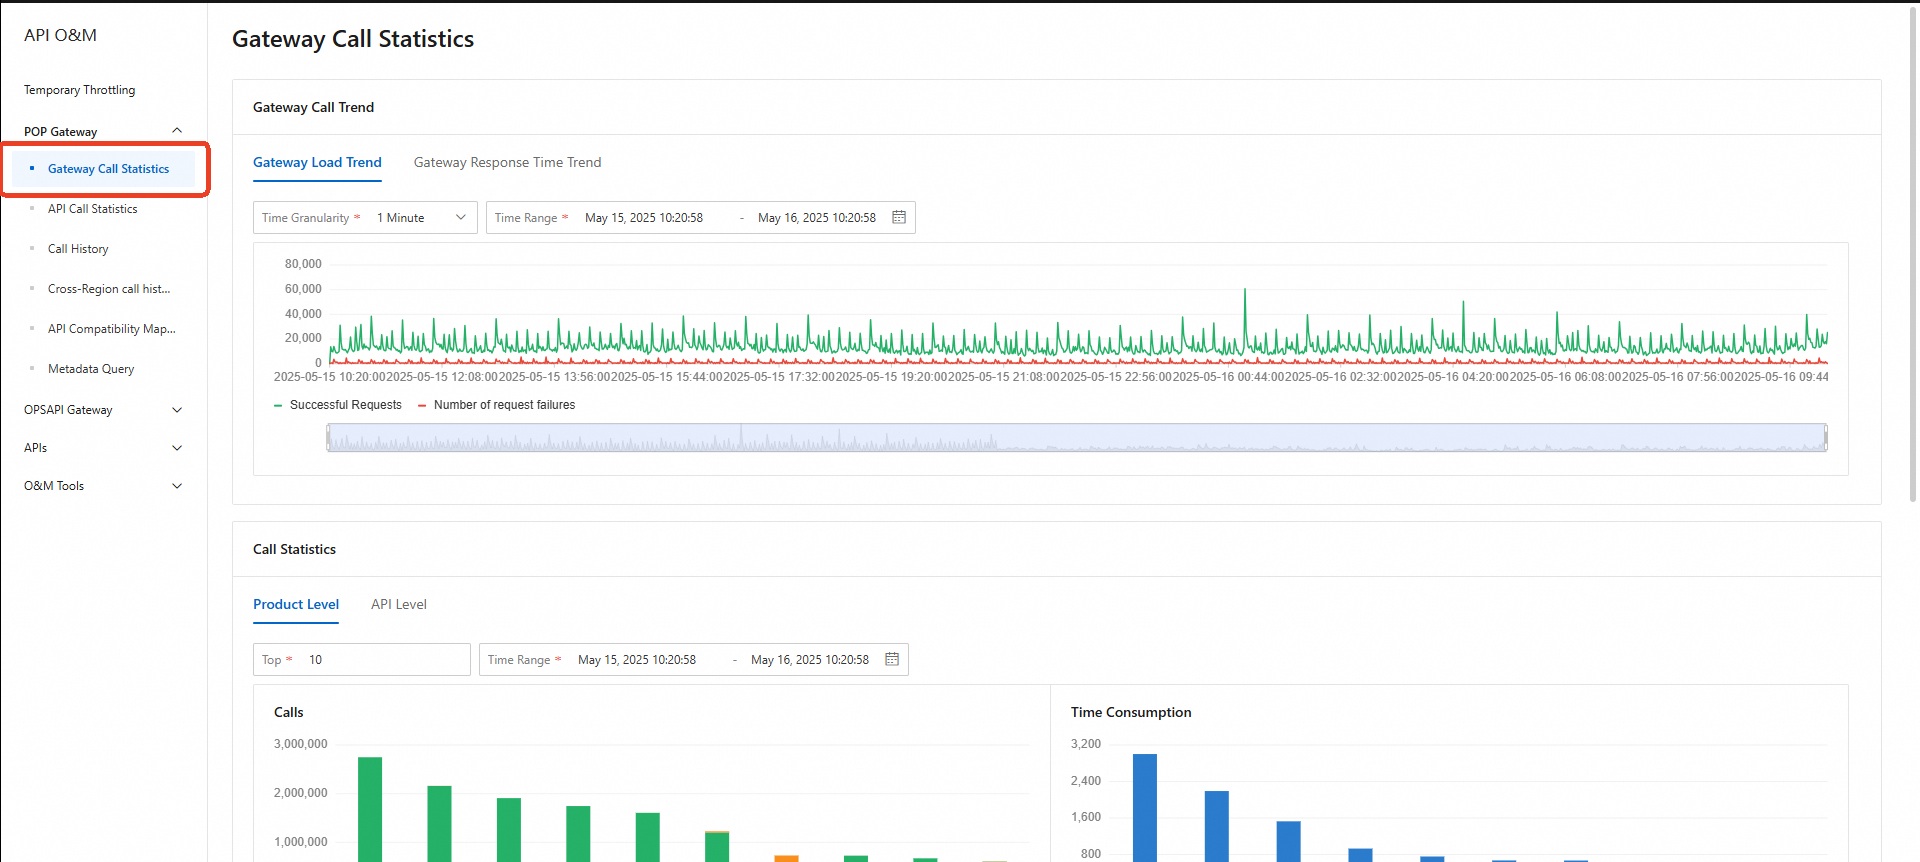 API O&M
Temporary Throttling
POP Gateway
Gateway Call Statistics
API Call Statistics
Call History
Cross-Region call hist...
API Compatibility Map...
Metadata Query
OPSAPI Gateway
APIs
O&M Tools
Gateway Call Statistics
Gateway Call Trend
Gateway Load Trend Gateway Response Time Trend
Time Granularity * 1 Minute Time Range * May 15, 2025 10:20:58 - May 16, 2025 10:20:58
80,000
60,000
40,000
20,000
0
2025-05-15 10:20:00 2025-05-15 12:08:00 2025-05-15 13:56:00 2025-05-15 15:44:00 2025-05-15 17:32:00 2025-05-15 19:20:00 2025-05-15 21:08:00 2025-05-15 22:56:00 2025-05-16 00:44:00 2025-05-16 02:32:00 2025-05-16 04:20:00 2025-05-16 06:08:00 2025-05-16 07:56:00 2025-05-16 09:44
Successful Requests Number of request failures
Call Statistics
Product Level API Level
Top * 10 Time Range * May 15, 2025 10:20:58 - May 16, 2025 10:20:58
Calls
3,000,000
2,000,000
1,000,000
Time Consumption
3,200
2,400
1,600
800